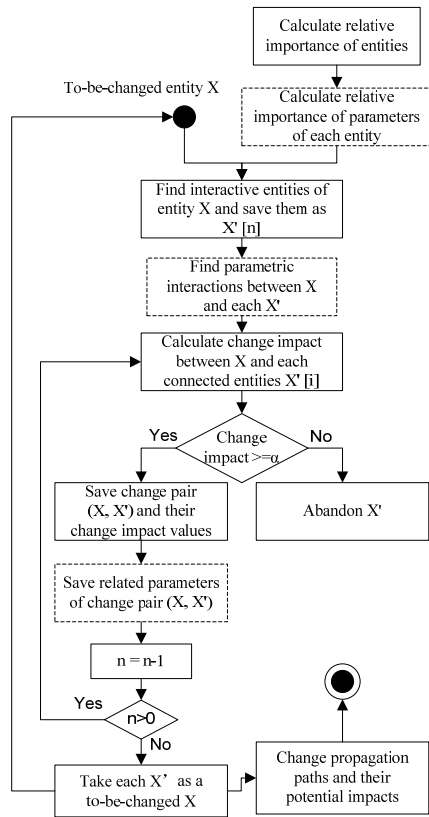 Calculate relative
importance of entities
To-be-changed entity X
Calculate relative
importance of parameters
of each entity
Find interactive entities of
entity X and save them as
X' [n]
Find parametric
interactions between X
and each X'
Calculate change impact
between X and each
connected entities X' [i]
Yes
Change
impact >=α
No
Save change pair
(X, X') and their
change impact values
Abandon X'
Save related parameters
of change pair (X, X')
n = n-1
Yes
n>0
No
Take each X’ as a
to-be-changed X
Change propagation
paths and their
potential impacts